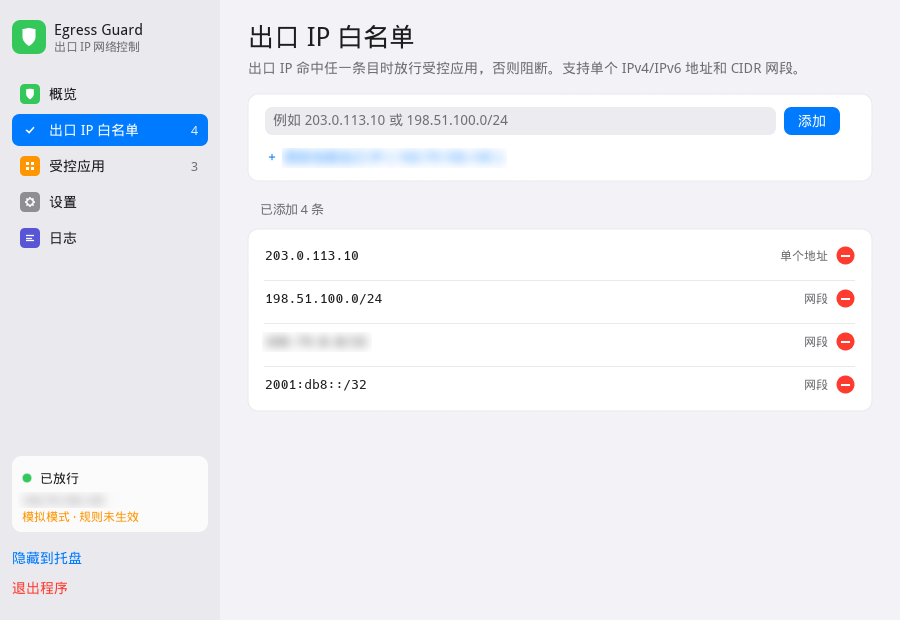 Egress Guard
出口 IP 网络控制
概览
出口 IP 白名单 4
受控应用 3
设置
日志
已放行
模拟模式 · 规则未生效
隐藏到托盘
退出程序
出口 IP 白名单
出口 IP 命中任一条目时放行受控应用，否则阻断。支持单个 IPv4/IPv6 地址和 CIDR 网段。
例如 203.0.113.10 或 198.51.100.0/24 添加
+
已添加 4 条
203.0.113.10 单个地址
198.51.100.0/24 网段
网段
2001:db8::/32 网段